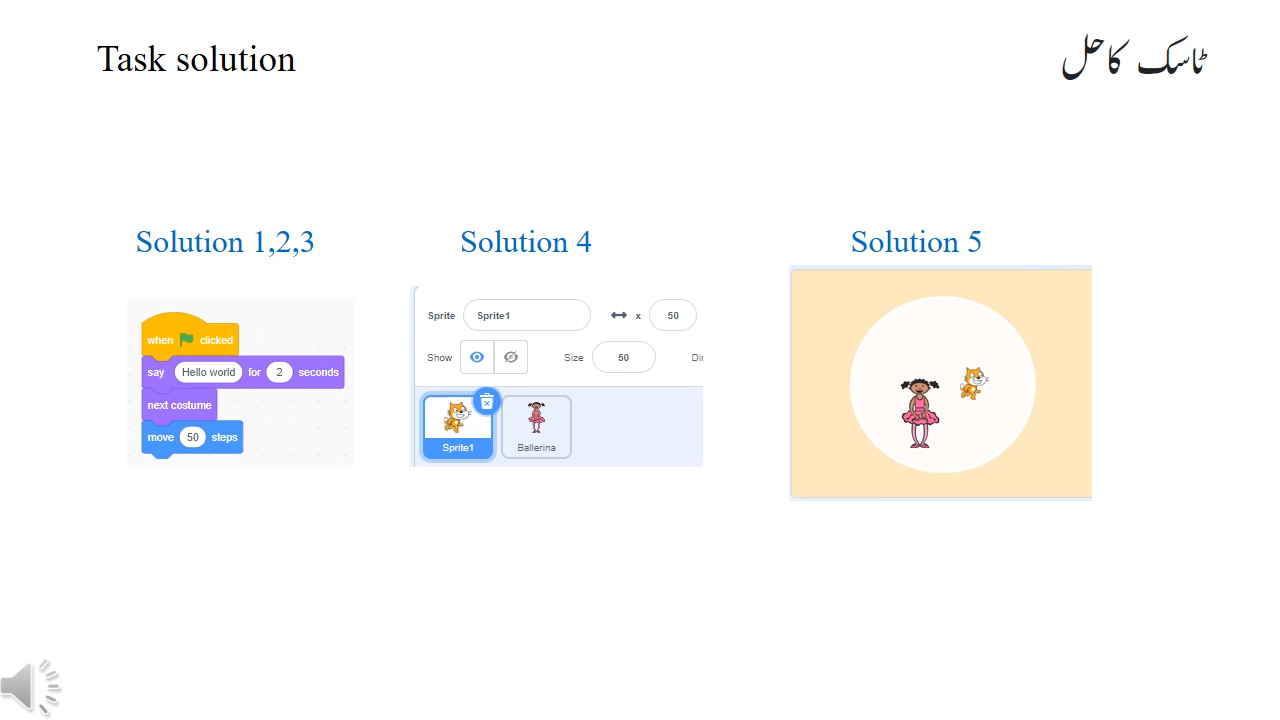 Task solution
ٹاسک کا حل
Solution 1,2,3
Solution 4
Solution 5
when clicked
say Hello world for 2 seconds
next costume
move 50 steps
Sprite Sprite1 x 50
Show Size 50
Sprite1 Ballerina